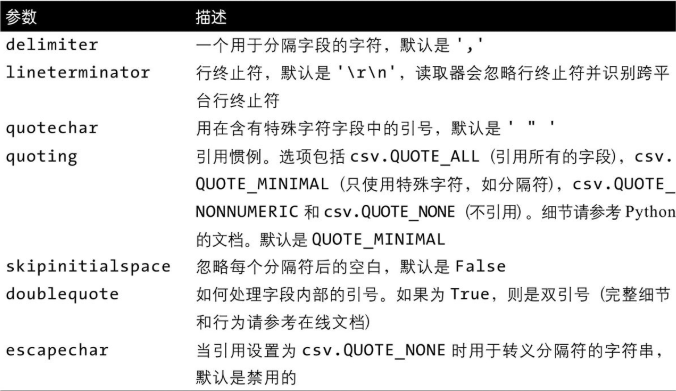 参数 描述
delimiter 一个用于分隔字段的字符，默认是 ','
lineterminator 行终止符，默认是 '\r\n'，读取器会忽略行终止符并识别跨平
台行终止符
quotechar 用在含有特殊字符字段中的引号，默认是 ' " '
quoting 引用惯例。选项包括 csv.QUOTE_ALL（引用所有的字段），csv.
QUOTE_MINIMAL（只使用特殊字符，如分隔符），csv.QUOTE_
NONNUMERIC 和 csv.QUOTE_NONE（不引用）。细节请参考 Python
的文档。默认是 QUOTE_MINIMAL
skipinitialspace 忽略每个分隔符后的空白，默认是 False
doublequote 如何处理字段内部的引号。如果为 True，则是双引号（完整细节
和行为请参考在线文档）
escapechar 当引用设置为 csv.QUOTE_NONE 时用于转义分隔符的字符串，
默认是禁用的